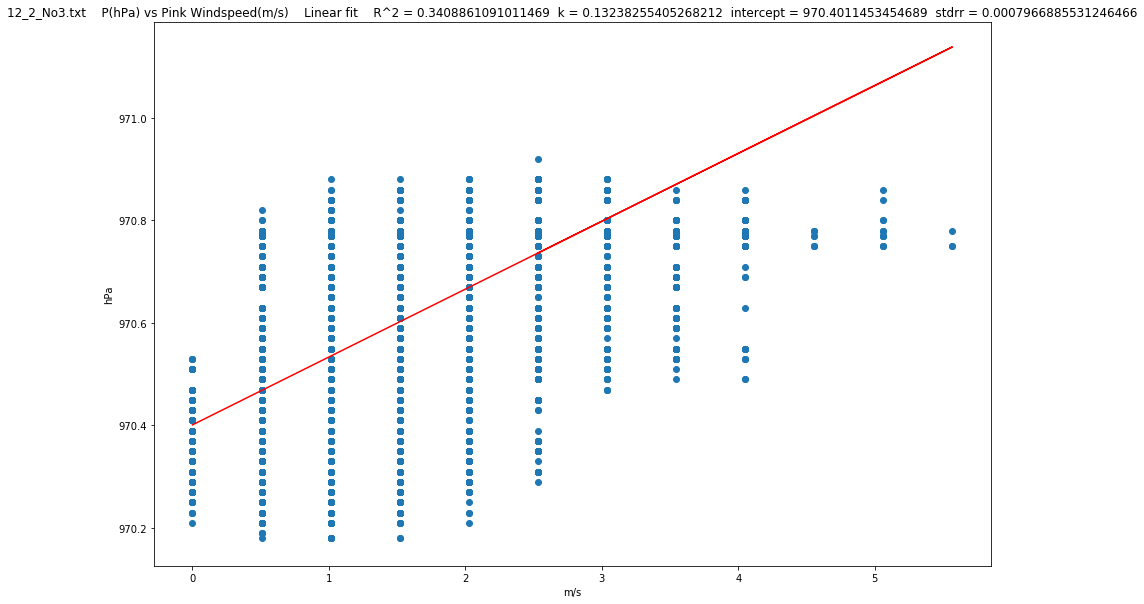 12_2_No3.txt    P(hPa) vs Pink Windspeed(m/s)    Linear fit    R^2 = 0.3408861091011469  k = 0.13238255405268212  intercept = 970.4011453454689  stdrr = 0.0007966885531246466
971.0
970.8
hPa
970.6
970.4
970.2
0 1 2 3 4 5
m/s